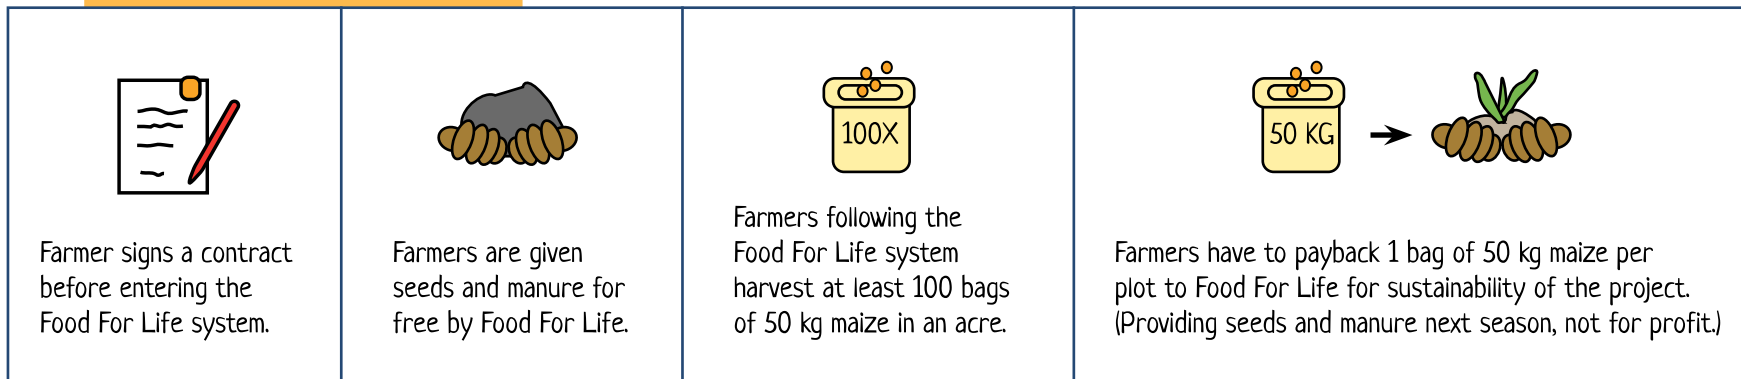 Farmer signs a contract
before entering the
Food For Life system.
Farmers are given
seeds and manure for
free by Food For Life.
100X
Farmers following the
Food For Life system
harvest at least 100 bags
of 50 kg maize in an acre.
50 KG
Farmers have to payback 1 bag of 50 kg maize per
plot to Food For Life for sustainability of the project.
(Providing seeds and manure next season, not for profit.)